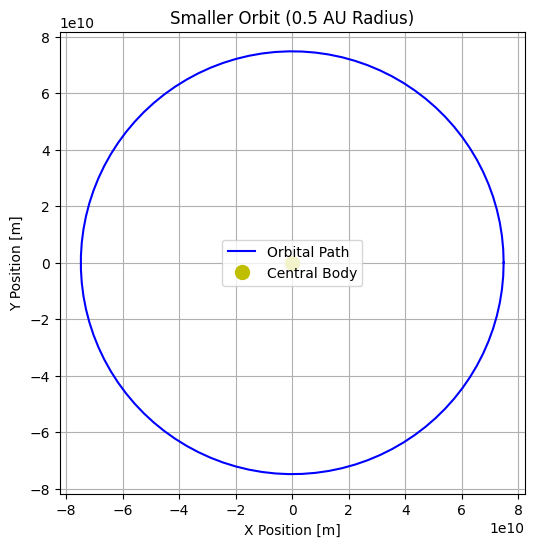 Smaller Orbit (0.5 AU Radius)
1e10
8
6
4
2
0
−2
−4
−6
−8
Y Position [m]
Orbital Path
Central Body
−8 −6 −4 −2 0 2 4 6 8
X Position [m]
1e10